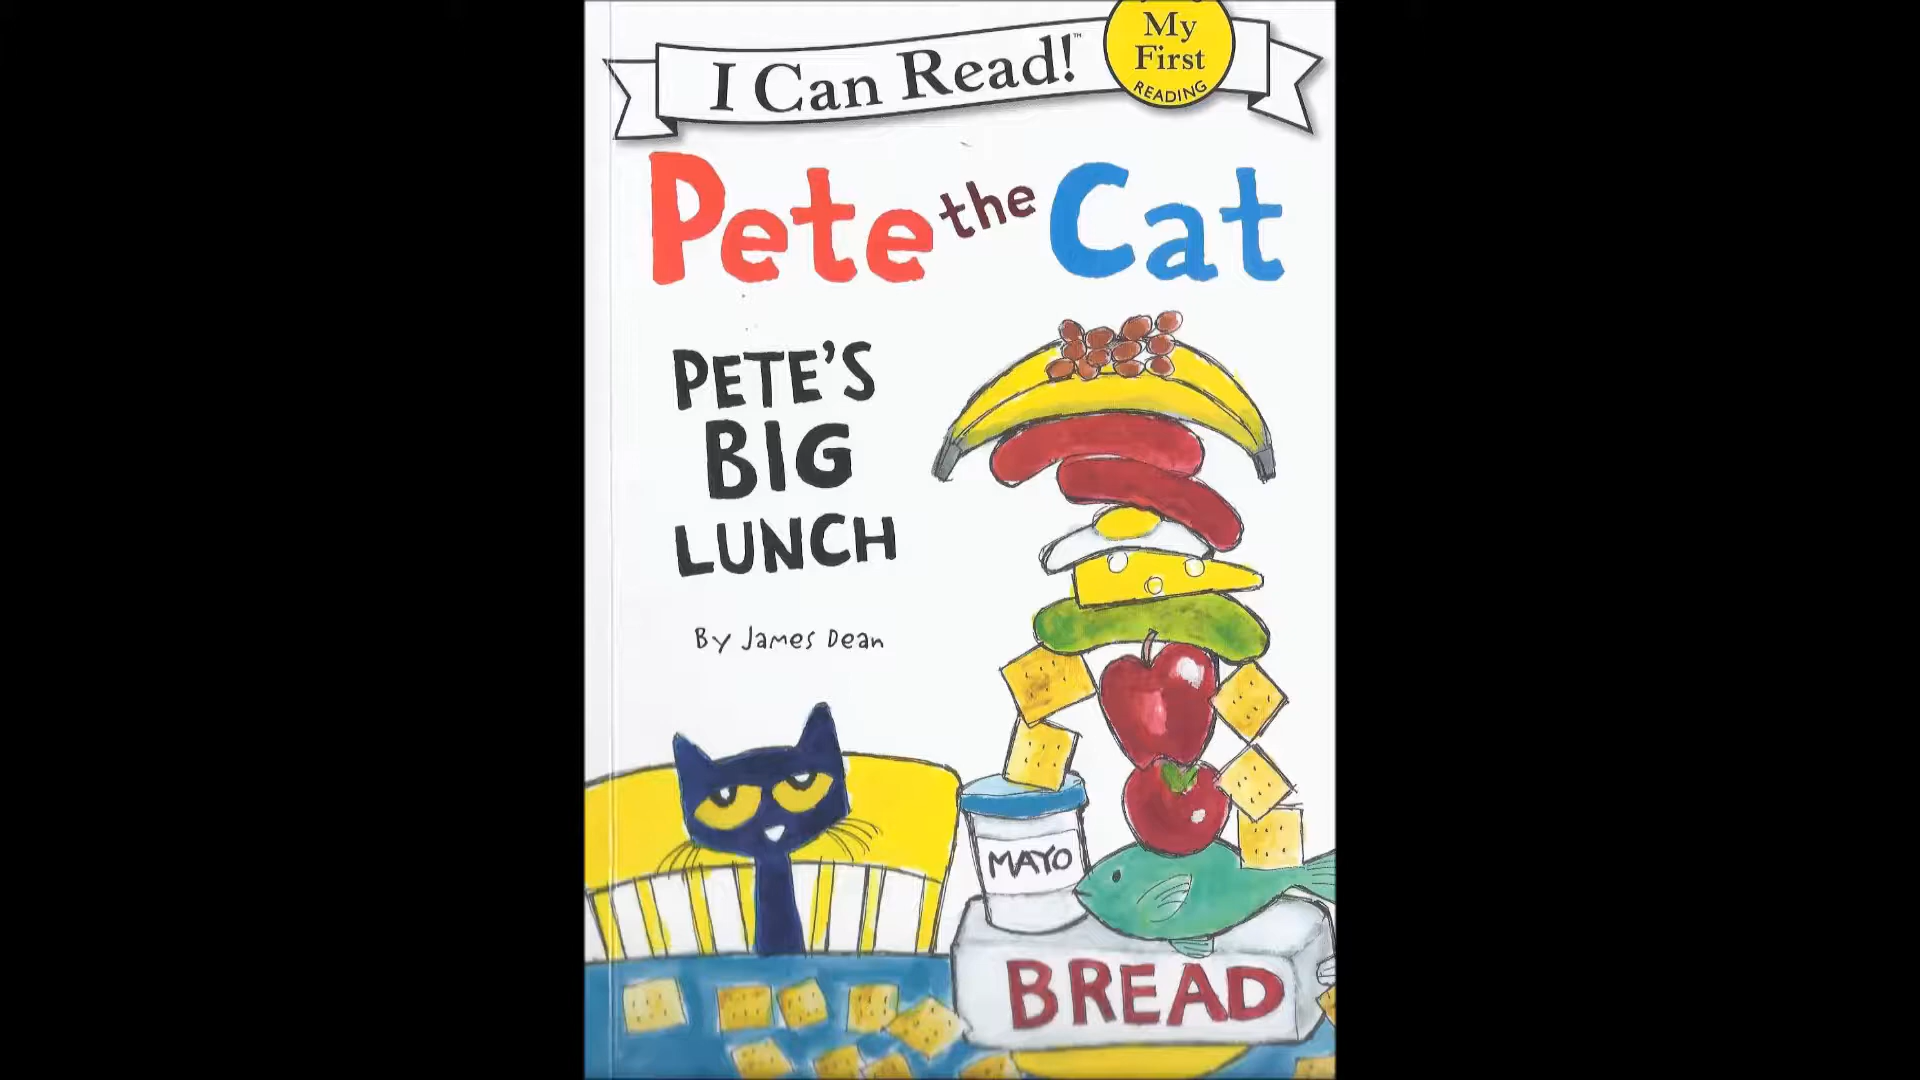 My
First
READING
I Can Read!™
Pete the Cat
PETE'S
BIG
LUNCH
By James Dean
MAYO
BREAD